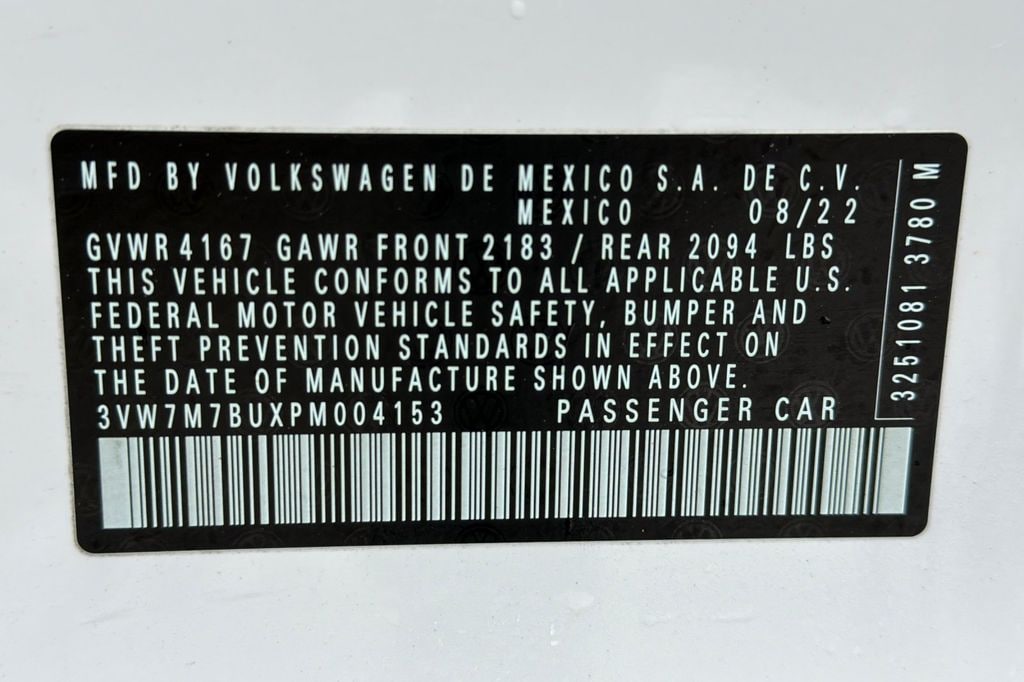 MFD BY VOLKSWAGEN DE MEXICO S.A. DE C.V.
MEXICO 08/22
GVWR 4167 GAWR FRONT 2183 / REAR 2094 LBS
THIS VEHICLE CONFORMS TO ALL APPLICABLE U.S.
FEDERAL MOTOR VEHICLE SAFETY, BUMPER AND
THEFT PREVENTION STANDARDS IN EFFECT ON
THE DATE OF MANUFACTURE SHOWN ABOVE.
3VW7M7BUXPM004153 PASSENGER CAR
3251081 3780 M